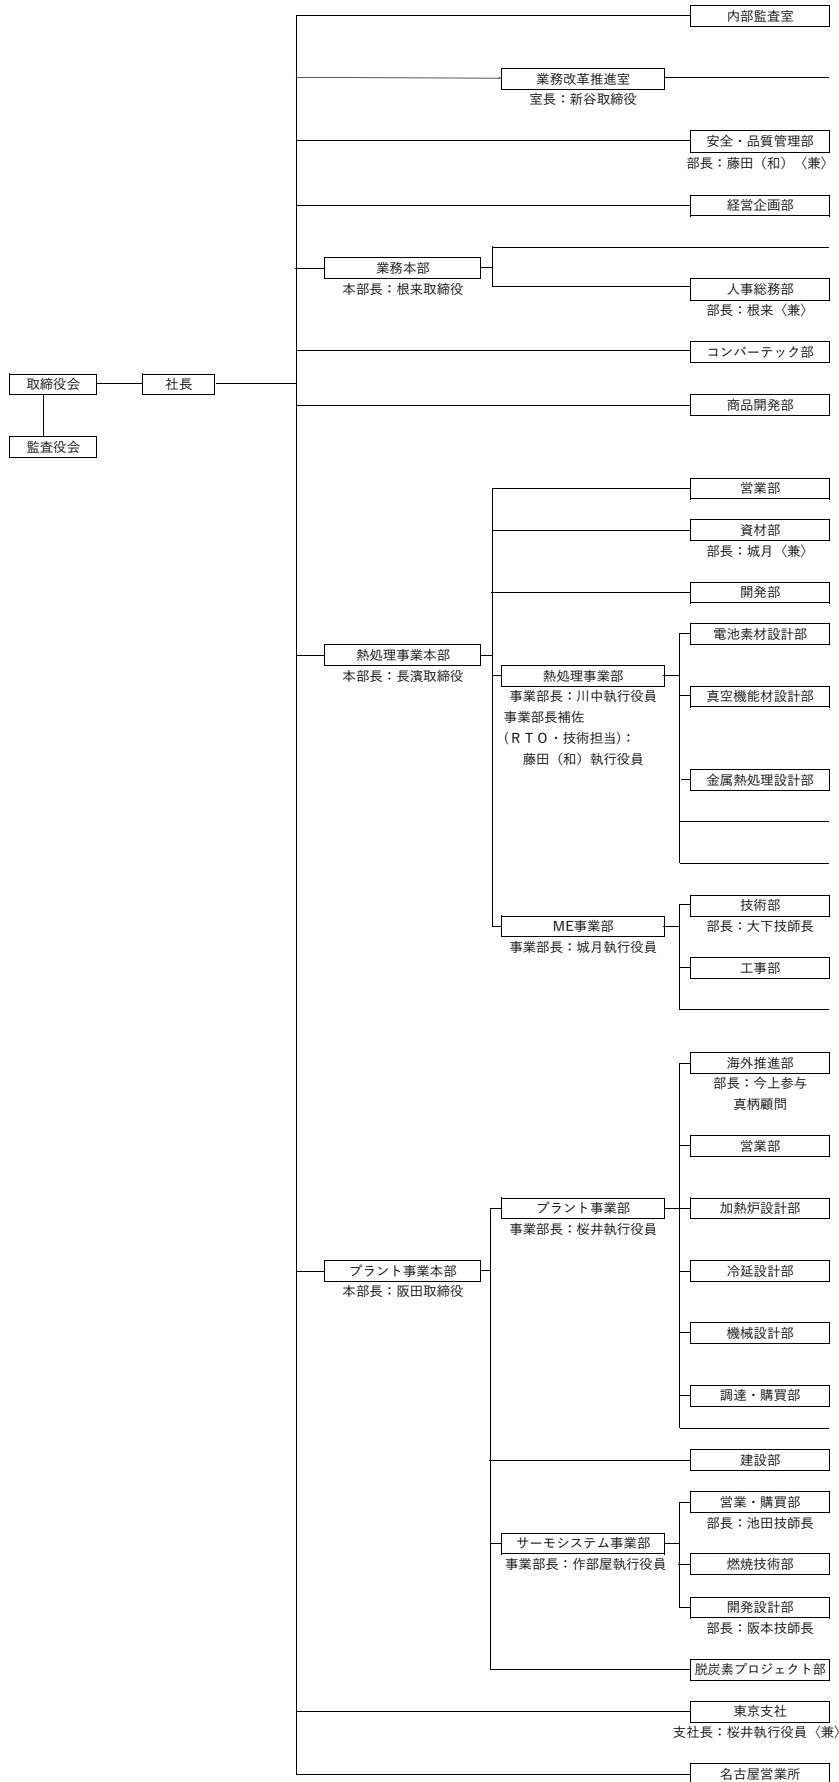 内部監査室
業務改革推進室
室長：新谷取締役
安全・品質管理部
部長：藤田（和）〈兼〉
経営企画部
業務本部
本部長：根来取締役
人事総務部
部長：根来〈兼〉
コンバーテック部
取締役会
社長
商品開発部
監査役会
営業部
資材部
部長：城月〈兼〉
開発部
電池素材設計部
熱処理事業本部
本部長：長濱取締役
熱処理事業部
事業部長：川中執行役員
事業部長補佐
(ＲＴＯ・技術担当)：
藤田（和）執行役員
真空機能材設計部
金属熱処理設計部
技術部
部長：大下技師長
ME事業部
事業部長：城月執行役員
工事部
海外推進部
部長：今上参与
真柄顧問
営業部
プラント事業部
事業部長：桜井執行役員
加熱炉設計部
プラント事業本部
本部長：阪田取締役
冷延設計部
機械設計部
調達・購買部
建設部
営業・購買部
部長：池田技師長
サーモシステム事業部
事業部長：作部屋執行役員
燃焼技術部
開発設計部
部長：阪本技師長
脱炭素プロジェクト部
東京支社
支社長：桜井執行役員〈兼〉
名古屋営業所